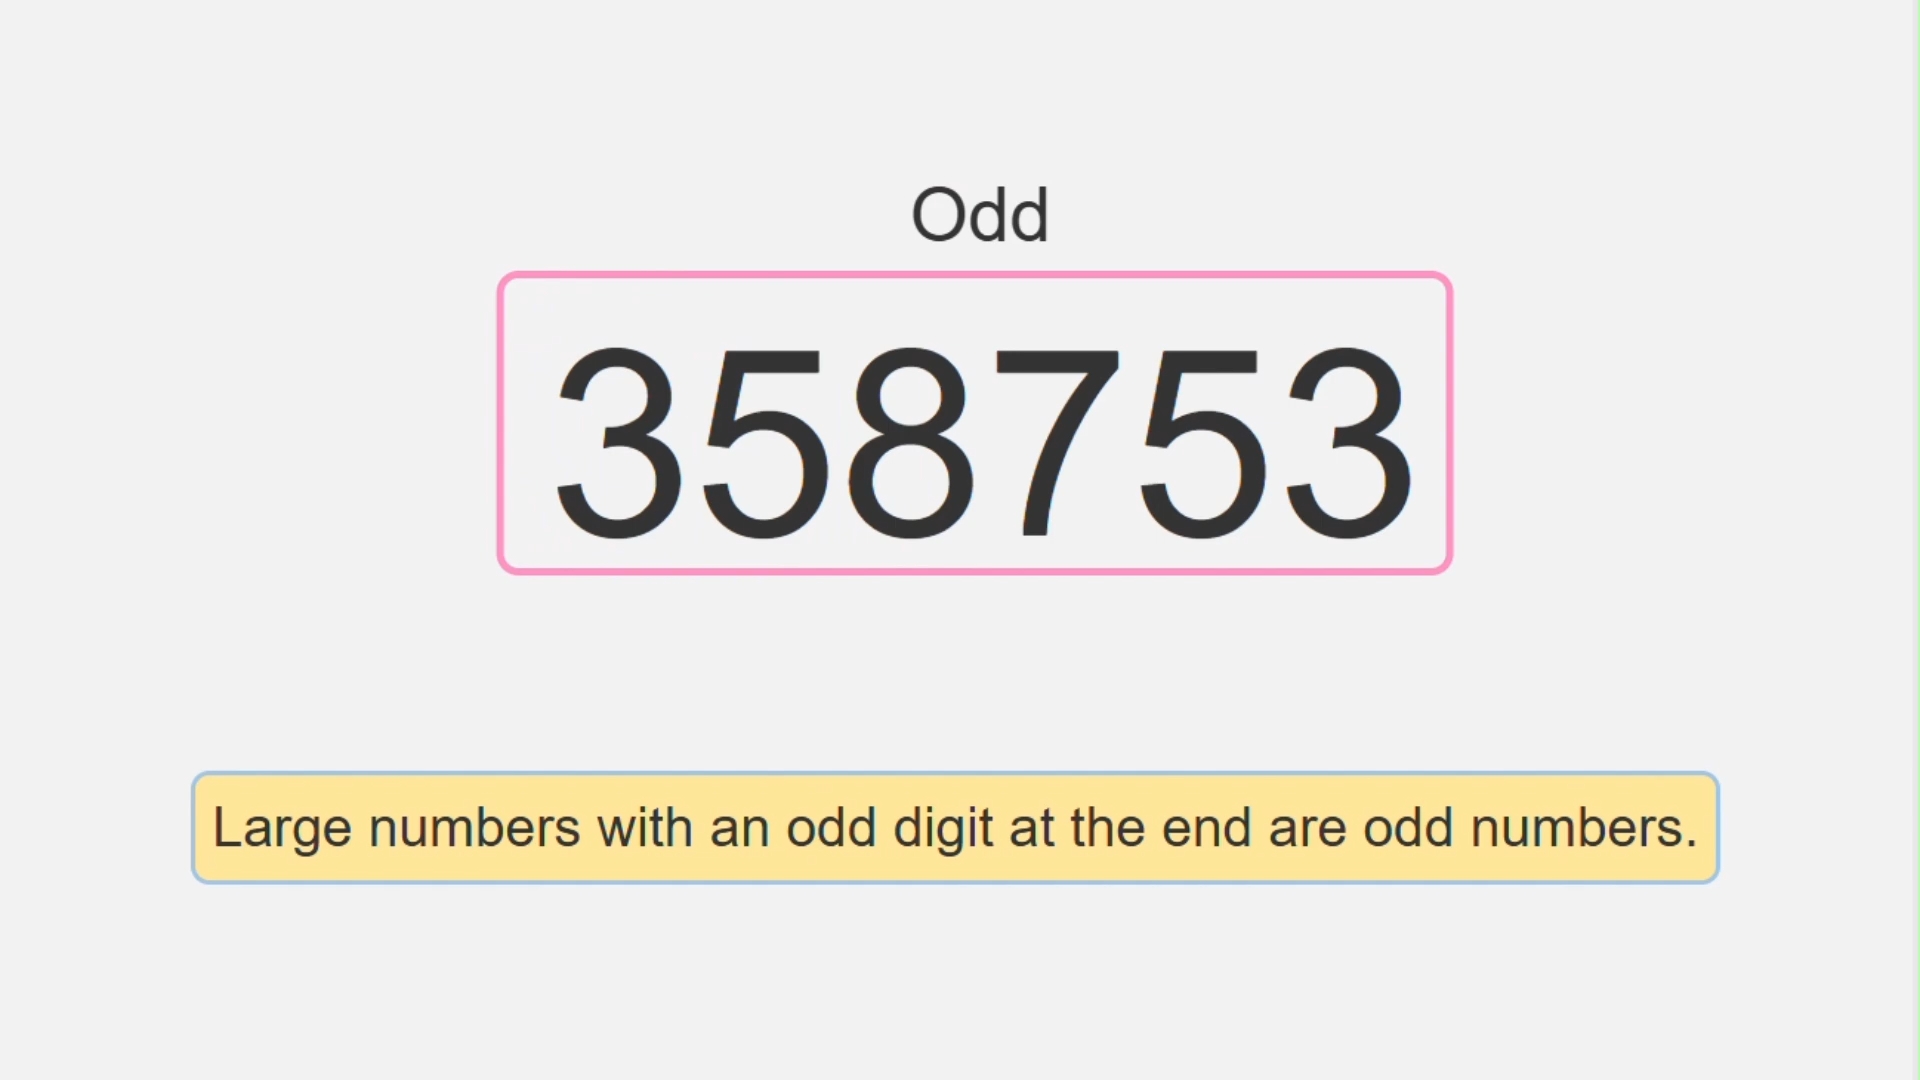 Odd
358753
Large numbers with an odd digit at the end are odd numbers.